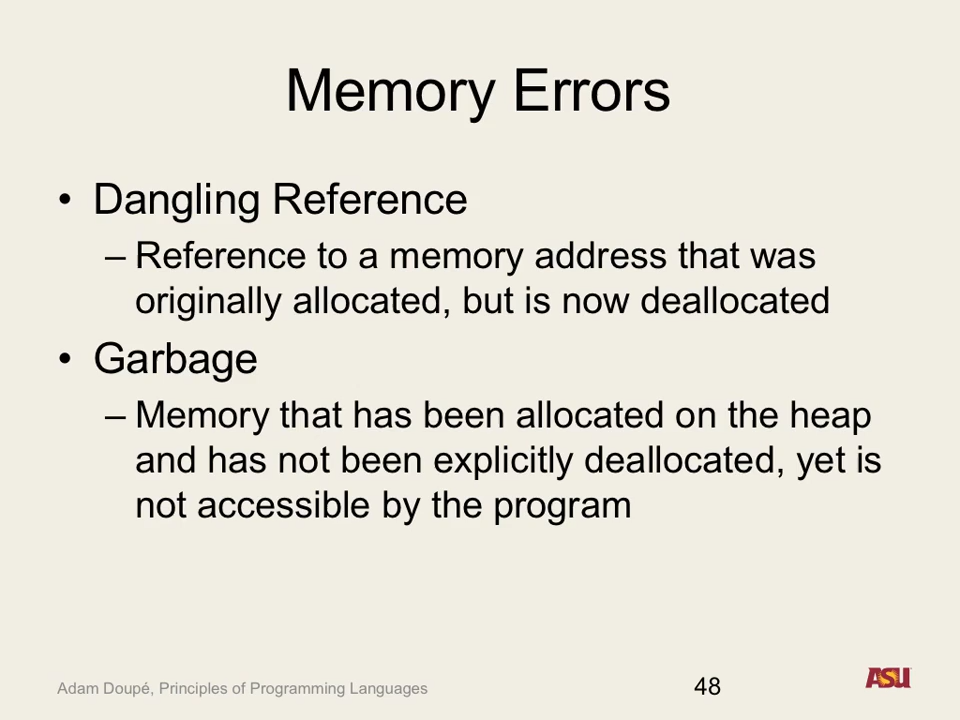 Memory Errors
• Dangling Reference
– Reference to a memory address that was
originally allocated, but is now deallocated
• Garbage
– Memory that has been allocated on the heap
and has not been explicitly deallocated, yet is
not accessible by the program
Adam Doupé, Principles of Programming Languages
48
ASU